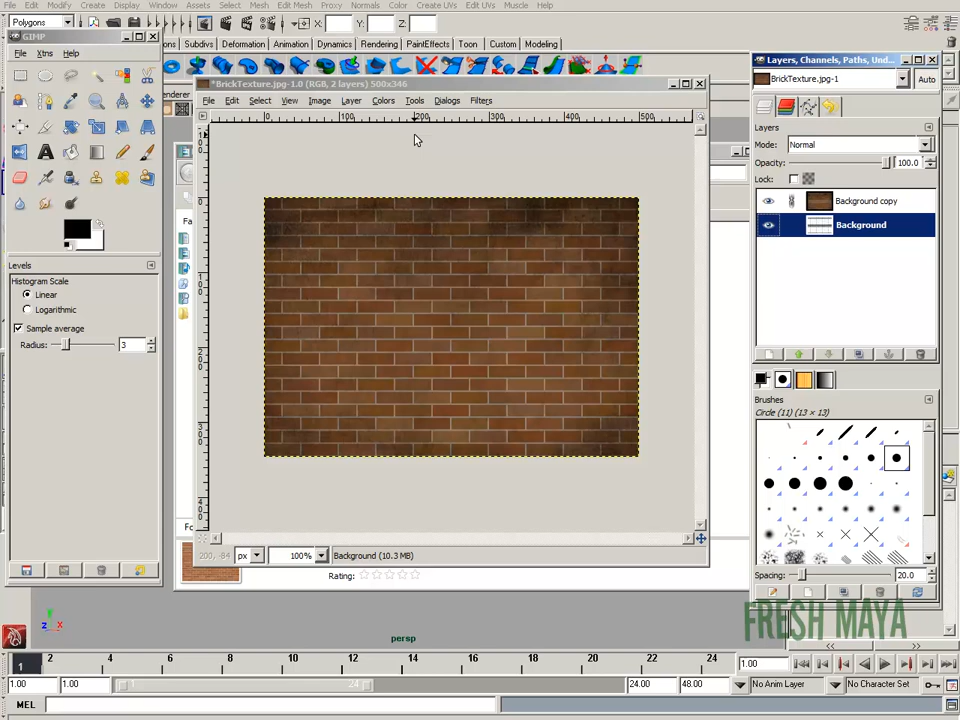 File Edit Modify Create Display Window Assets Select Mesh Edit Mesh Proxy Normals Color Create UVs Edit UVs Muscle Help
Polygons X: Y: Z:
GIMP
Layers, Channels, Paths, Und...
Subdivs Deformation Animation Dynamics Rendering PaintEffects Toon Custom Modeling
File Xtns Help
BrickTexture.jpg-1 Auto
*BrickTexture.jpg-1.0 (RGB, 2 layers) 500x346
File Edit Select View Image Layer Colors Tools Dialogs Filters
0 100 200 300 400 500
Layers
Mode: Normal
Opacity: 100.0
Lock:
Background copy
Background
Levels
Histogram Scale
Linear
Logarithmic
Sample average
Radius: 3
Brushes
Circle (11) (13 × 13)
200, -84 px 100% Background (10.3 MB)
Rating:
Spacing: 20.0
FRESH MAYA
y
z x
persp
1 2 4 6 8 10 12 14 16 18 20 22 24 1.00
1.00 1.00 24 24.00 48.00 No Anim Layer No Character Set
MEL